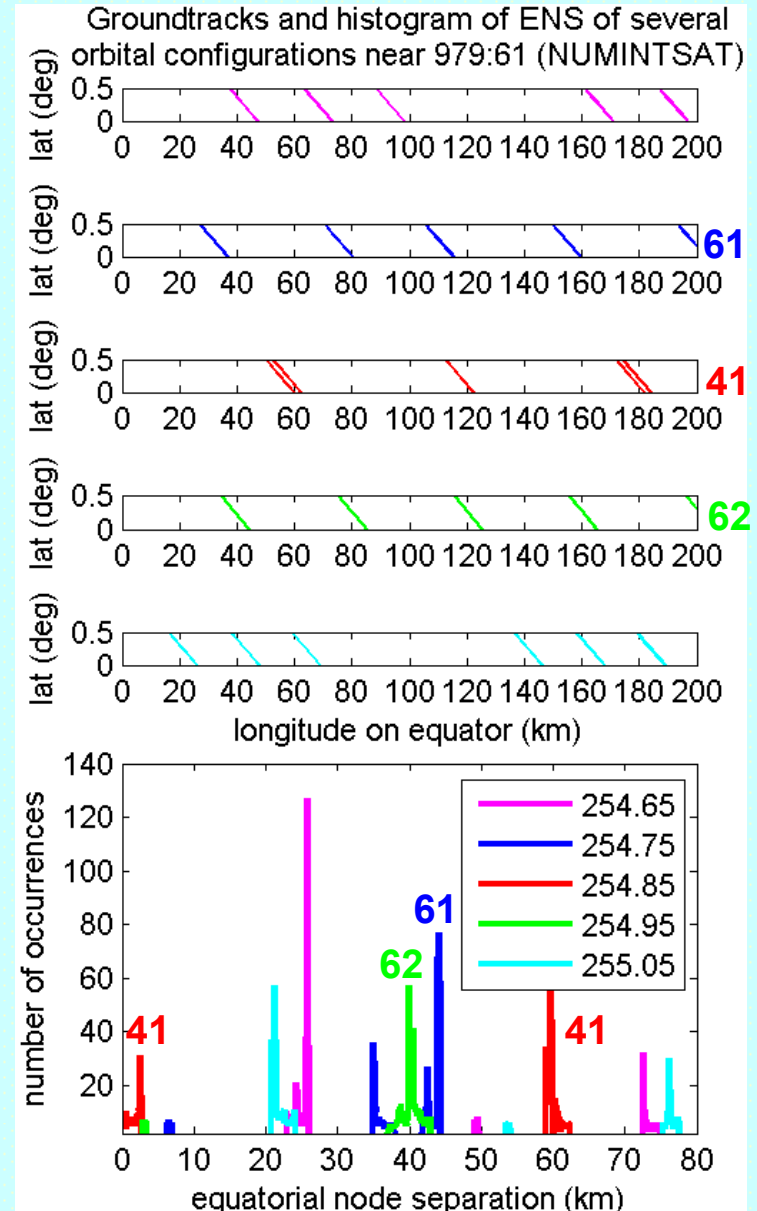 Groundtracks and histogram of ENS of several
orbital configurations near 979:61 (NUMINTSAT)
lat (deg)
0.5
0
0 20 40 60 80 100 120 140 160 180 200
lat (deg)
0.5
0
61
0 20 40 60 80 100 120 140 160 180 200
lat (deg)
0.5
0
41
0 20 40 60 80 100 120 140 160 180 200
lat (deg)
0.5
0
62
0 20 40 60 80 100 120 140 160 180 200
lat (deg)
0.5
0
0 20 40 60 80 100 120 140 160 180 200
longitude on equator (km)
number of occurrences
140
120
100
80
60
40
20
254.65
254.75
254.85
254.95
255.05
61
62
41
41
0 10 20 30 40 50 60 70 80
equatorial node separation (km)